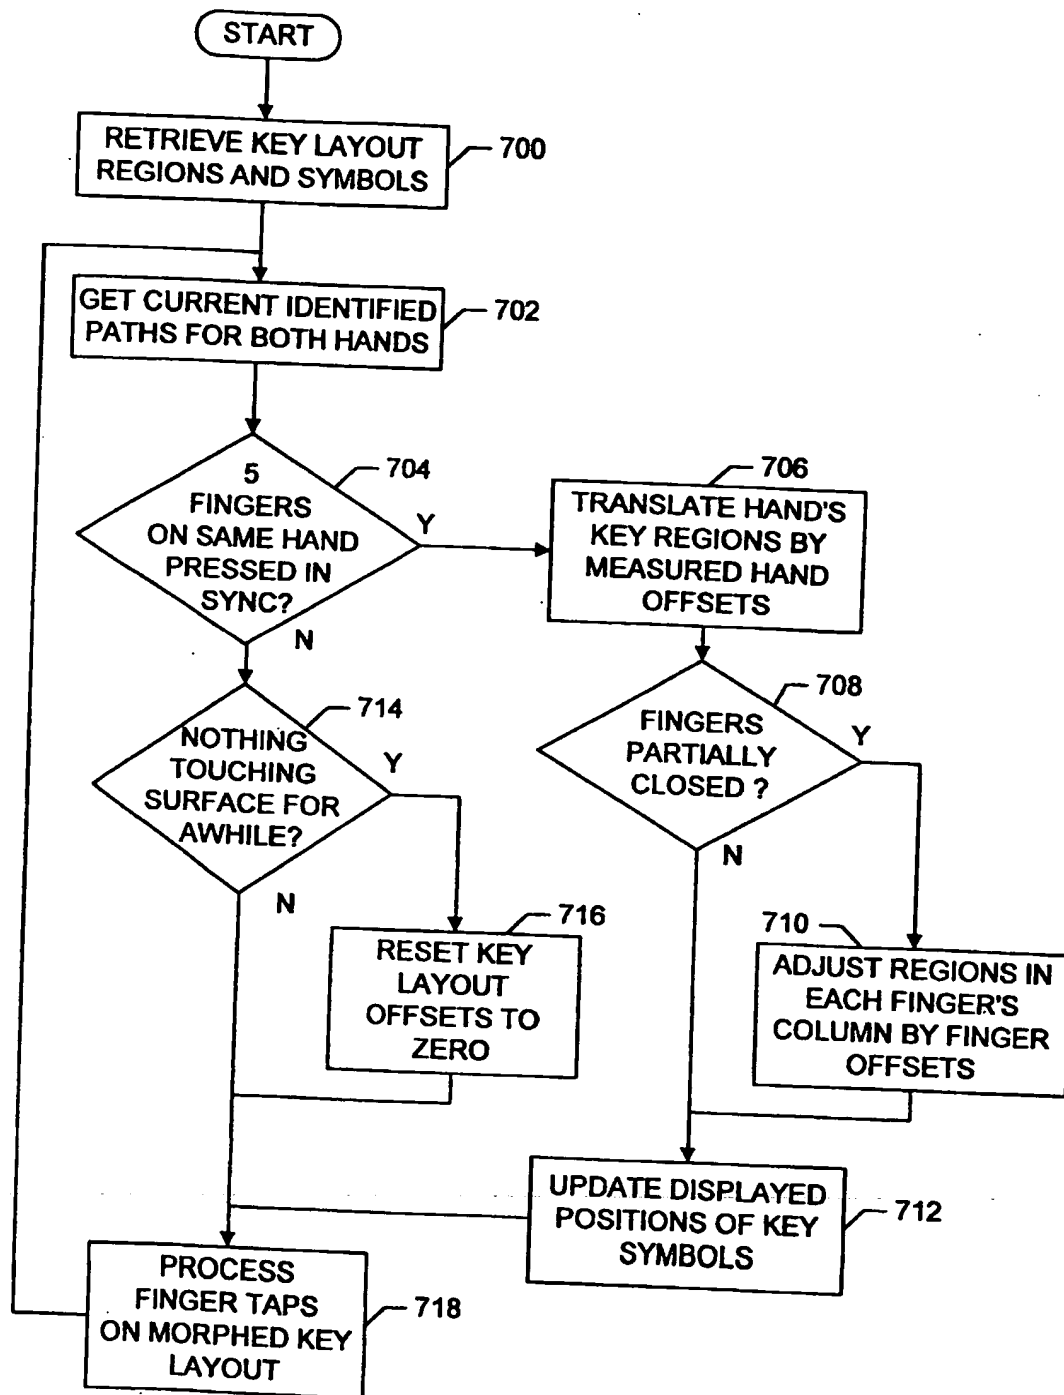 START
RETRIEVE KEY LAYOUT
REGIONS AND SYMBOLS
700
GET CURRENT IDENTIFIED
PATHS FOR BOTH HANDS
702
5
FINGERS
ON SAME HAND
PRESSED IN
SYNC?
704
Y
N
706
TRANSLATE HAND'S
KEY REGIONS BY
MEASURED HAND
OFFSETS
708
FINGERS
PARTIALLY
CLOSED ?
Y
N
714
NOTHING
TOUCHING
SURFACE FOR
AWHILE?
Y
N
716
RESET KEY
LAYOUT
OFFSETS TO
ZERO
710
ADJUST REGIONS IN
EACH FINGER'S
COLUMN BY FINGER
OFFSETS
UPDATE DISPLAYED
POSITIONS OF KEY
SYMBOLS
712
PROCESS
FINGER TAPS
ON MORPHED KEY
LAYOUT
718